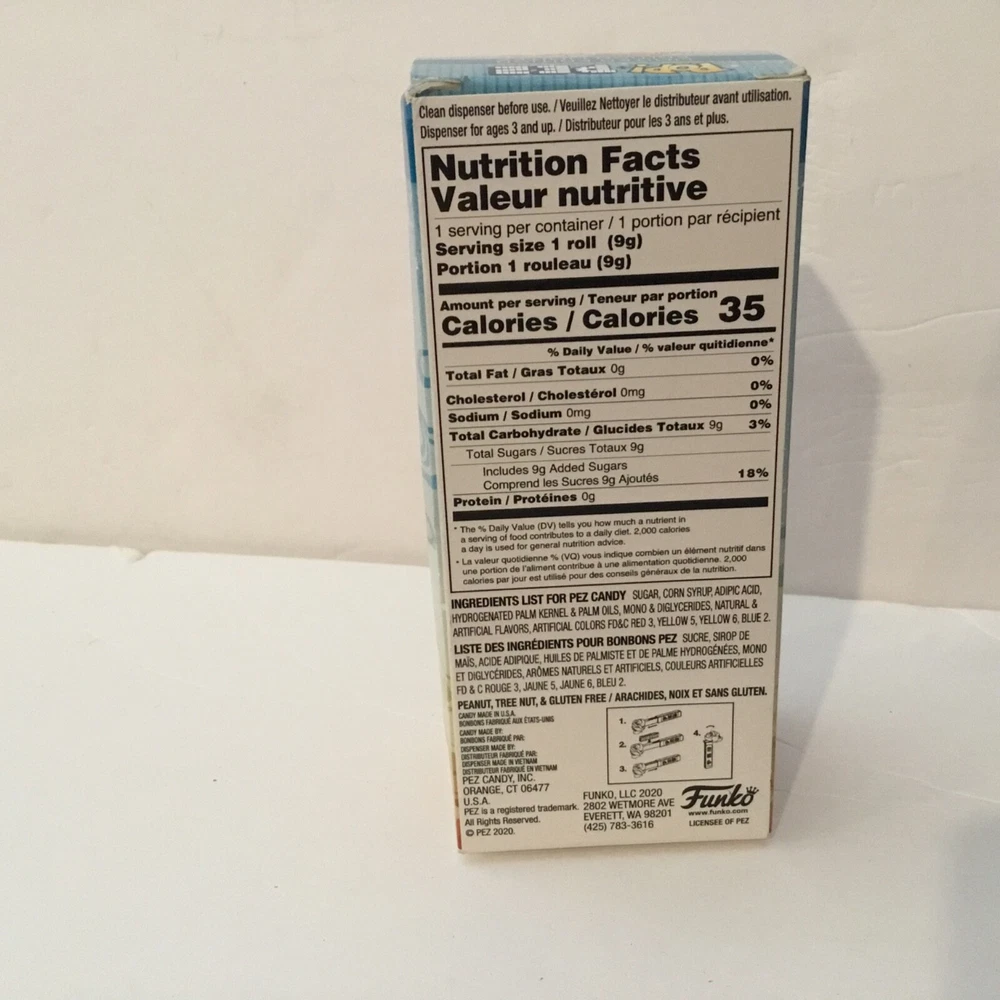 Clean dispenser before use. / Veuillez Nettoyer le distributeur avant utilisation.
Dispenser for ages 3 and up. / Distributeur pour les 3 ans et plus.
Nutrition Facts
Valeur nutritive
1 serving per container / 1 portion par récipient
Serving size 1 roll (9g)
Portion 1 rouleau (9g)
Amount per serving / Teneur par portion
Calories / Calories 35
% Daily Value / % valeur quitidienne*
Total Fat / Gras Totaux 0g 0%
Cholesterol / Cholestérol 0mg 0%
Sodium / Sodium 0mg 0%
Total Carbohydrate / Glucides Totaux 9g 3%
Total Sugars / Sucres Totaux 9g
Includes 9g Added Sugars
Comprend les Sucres 9g Ajoutés 18%
Protein / Protéines 0g
* The % Daily Value (DV) tells you how much a nutrient in
a serving of food contributes to a daily diet. 2,000 calories
a day is used for general nutrition advice.
* La valeur quotidienne % (VQ) vous indique combien un élément nutritif dans
une portion de l'aliment contribue à une alimentation quotidienne. 2,000
calories par jour est utilisé pour des conseils généraux de la nutrition.
INGREDIENTS LIST FOR PEZ CANDY SUGAR, CORN SYRUP, ADIPIC ACID,
HYDROGENATED PALM KERNEL & PALM OILS, MONO & DIGLYCERIDES, NATURAL &
ARTIFICIAL FLAVORS, ARTIFICIAL COLORS FD&C RED 3, YELLOW 5, YELLOW 6, BLUE 2.
LISTE DES INGRÉDIENTS POUR BONBONS PEZ SUCRE, SIROP DE
MAÏS, ACIDE ADIPIQUE, HUILES DE PALMISTE ET DE PALME HYDROGÉNÉES, MONO
ET DIGLYCÉRIDES, ARÔMES NATURELS ET ARTIFICIELS, COULEURS ARTIFICIELLES
FD & C ROUGE 3, JAUNE 5, JAUNE 6, BLEU 2.
PEANUT, TREE NUT, & GLUTEN FREE / ARACHIDES, NOIX ET SANS GLUTEN.
CANDY MADE IN U.S.A.
BONBONS FABRIQUÉ AUX ÉTATS-UNIS
CANDY MADE BY:
BONBONS FABRIQUÉ PAR:
DISPENSER MADE BY:
DISTRIBUTEUR FABRIQUÉ PAR:
DISPENSER MADE IN VIETNAM
DISTRIBUTEUR FABRIQUÉ EN VIETNAM
PEZ CANDY, INC.
ORANGE, CT 06477
U.S.A.
PEZ is a registered trademark.
All Rights Reserved.
© PEZ 2020.
1.
2.
3.
4.
FUNKO, LLC 2020
2802 WETMORE AVE
EVERETT, WA 98201
(425) 783-3616
Funko
www.funko.com
LICENSEE OF PEZ